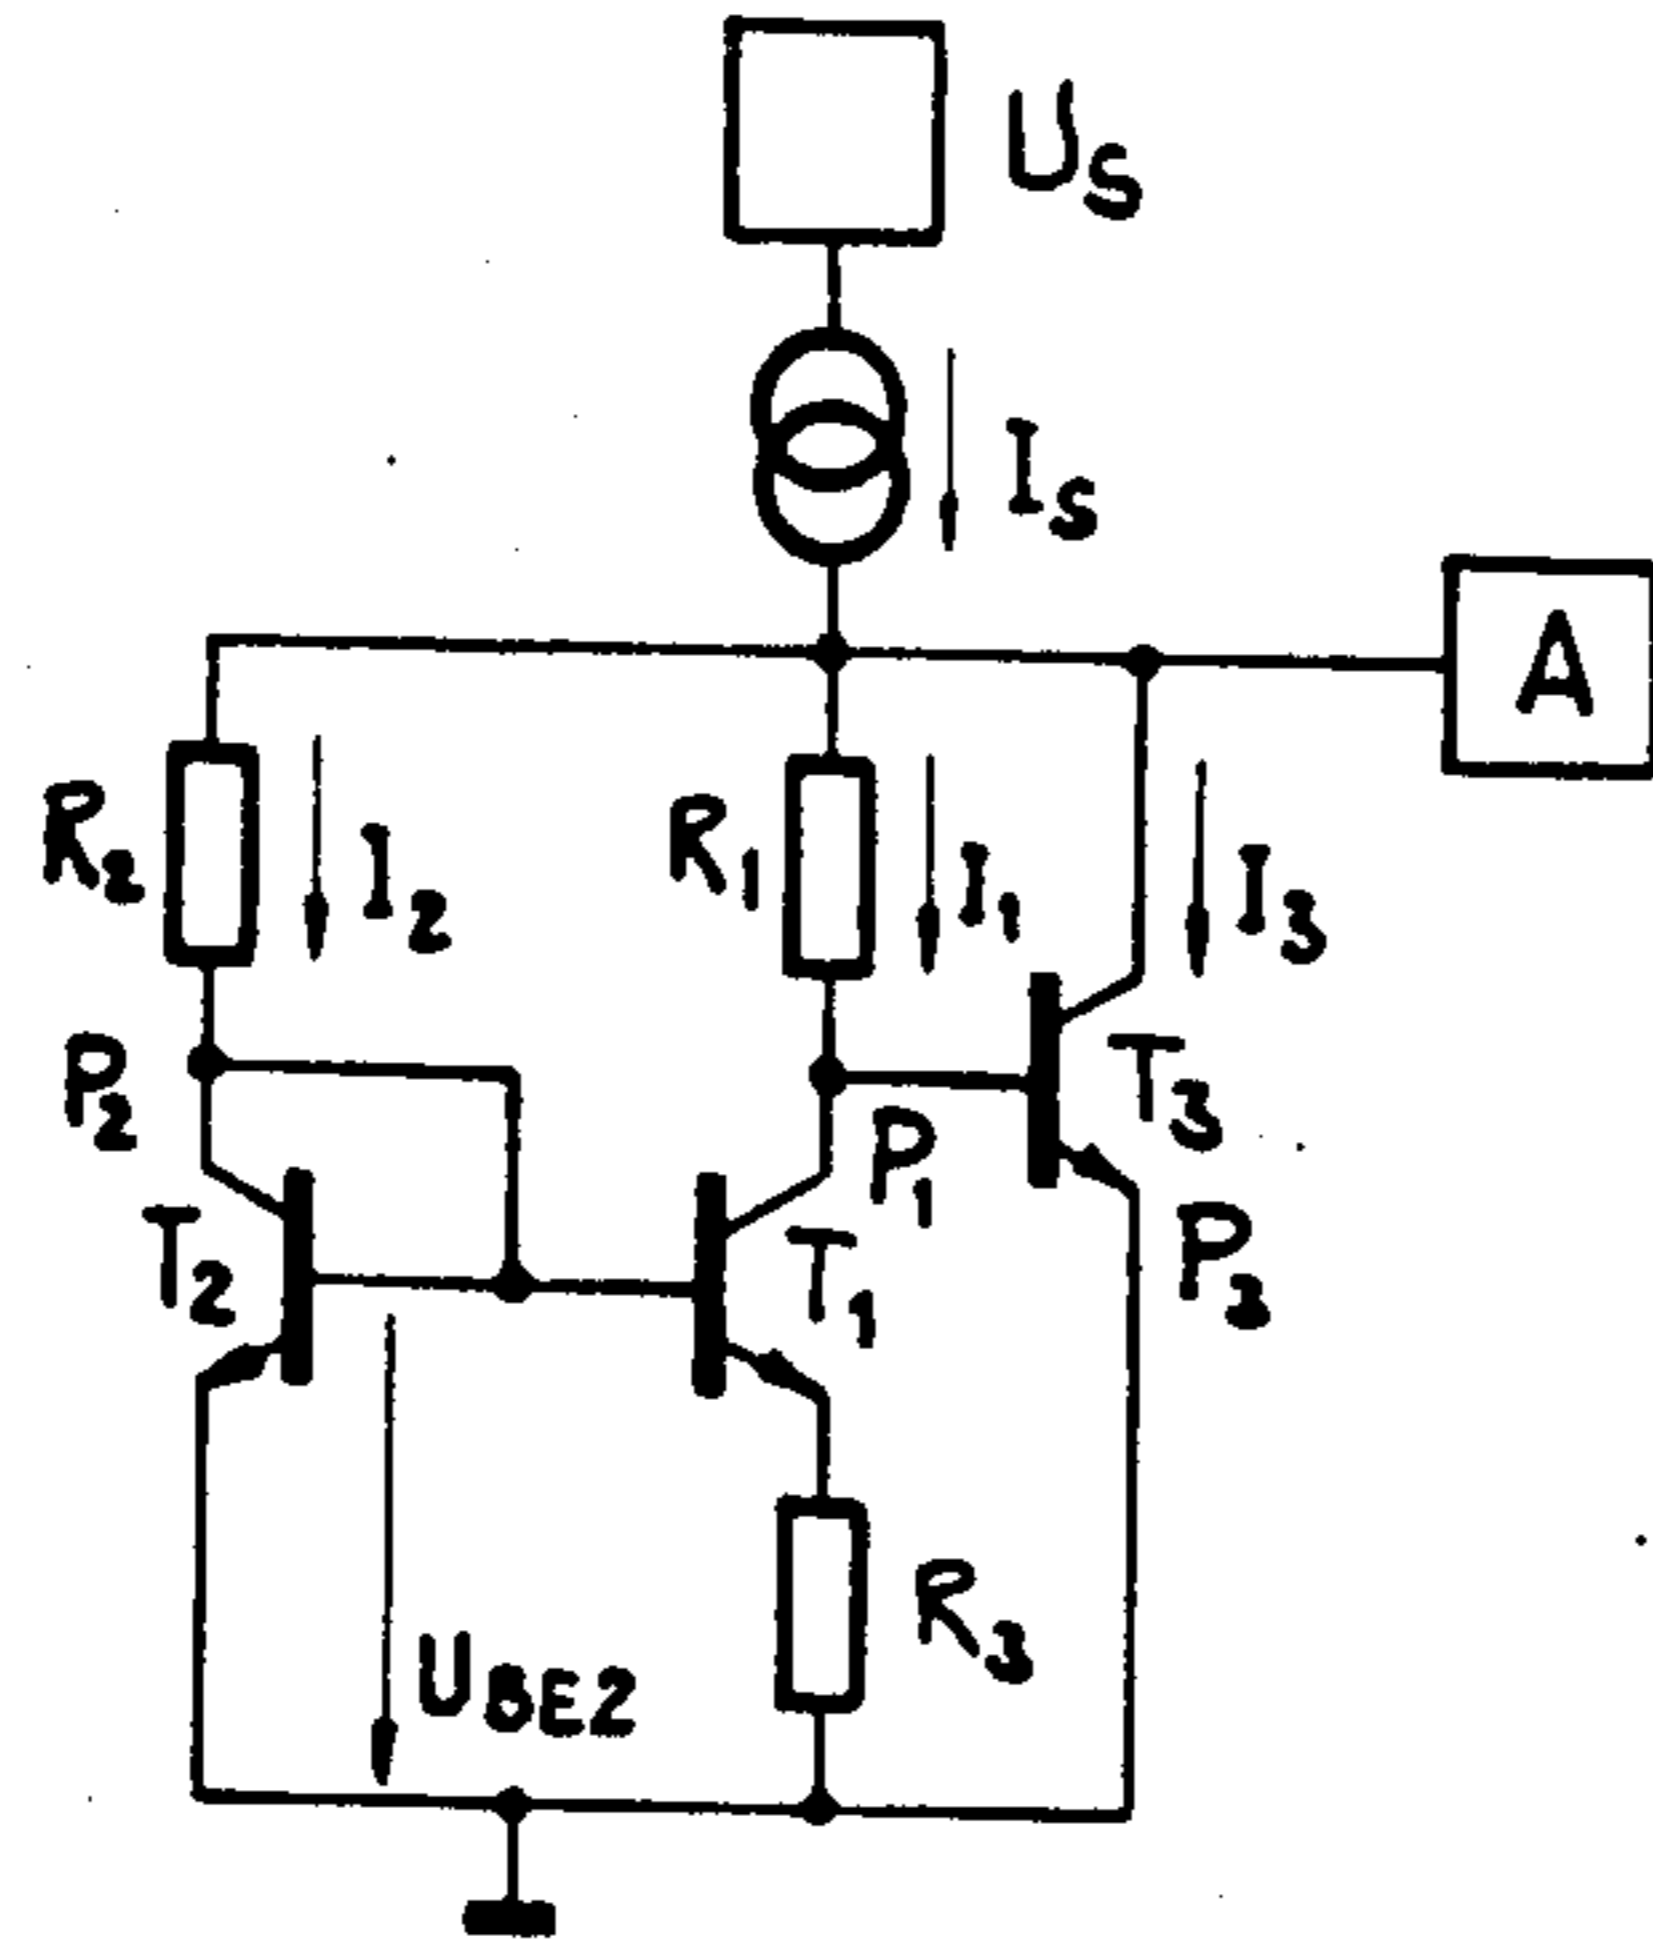 U_S
I_S
A
R_2
I_2
R_1
I_1
I_3
P_2
T_3
P_1
T_2
T_1
P_3
U_BE2
R_3